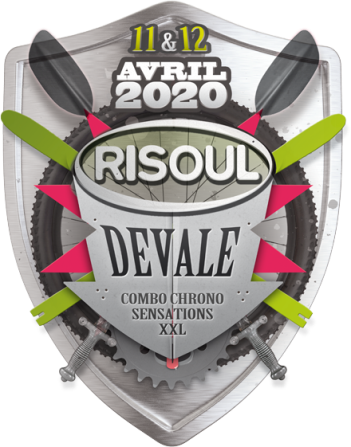 11 & 12
AVRIL
2020
RISOUL
DEVALE
COMBO CHRONO
SENSATIONS
XXL